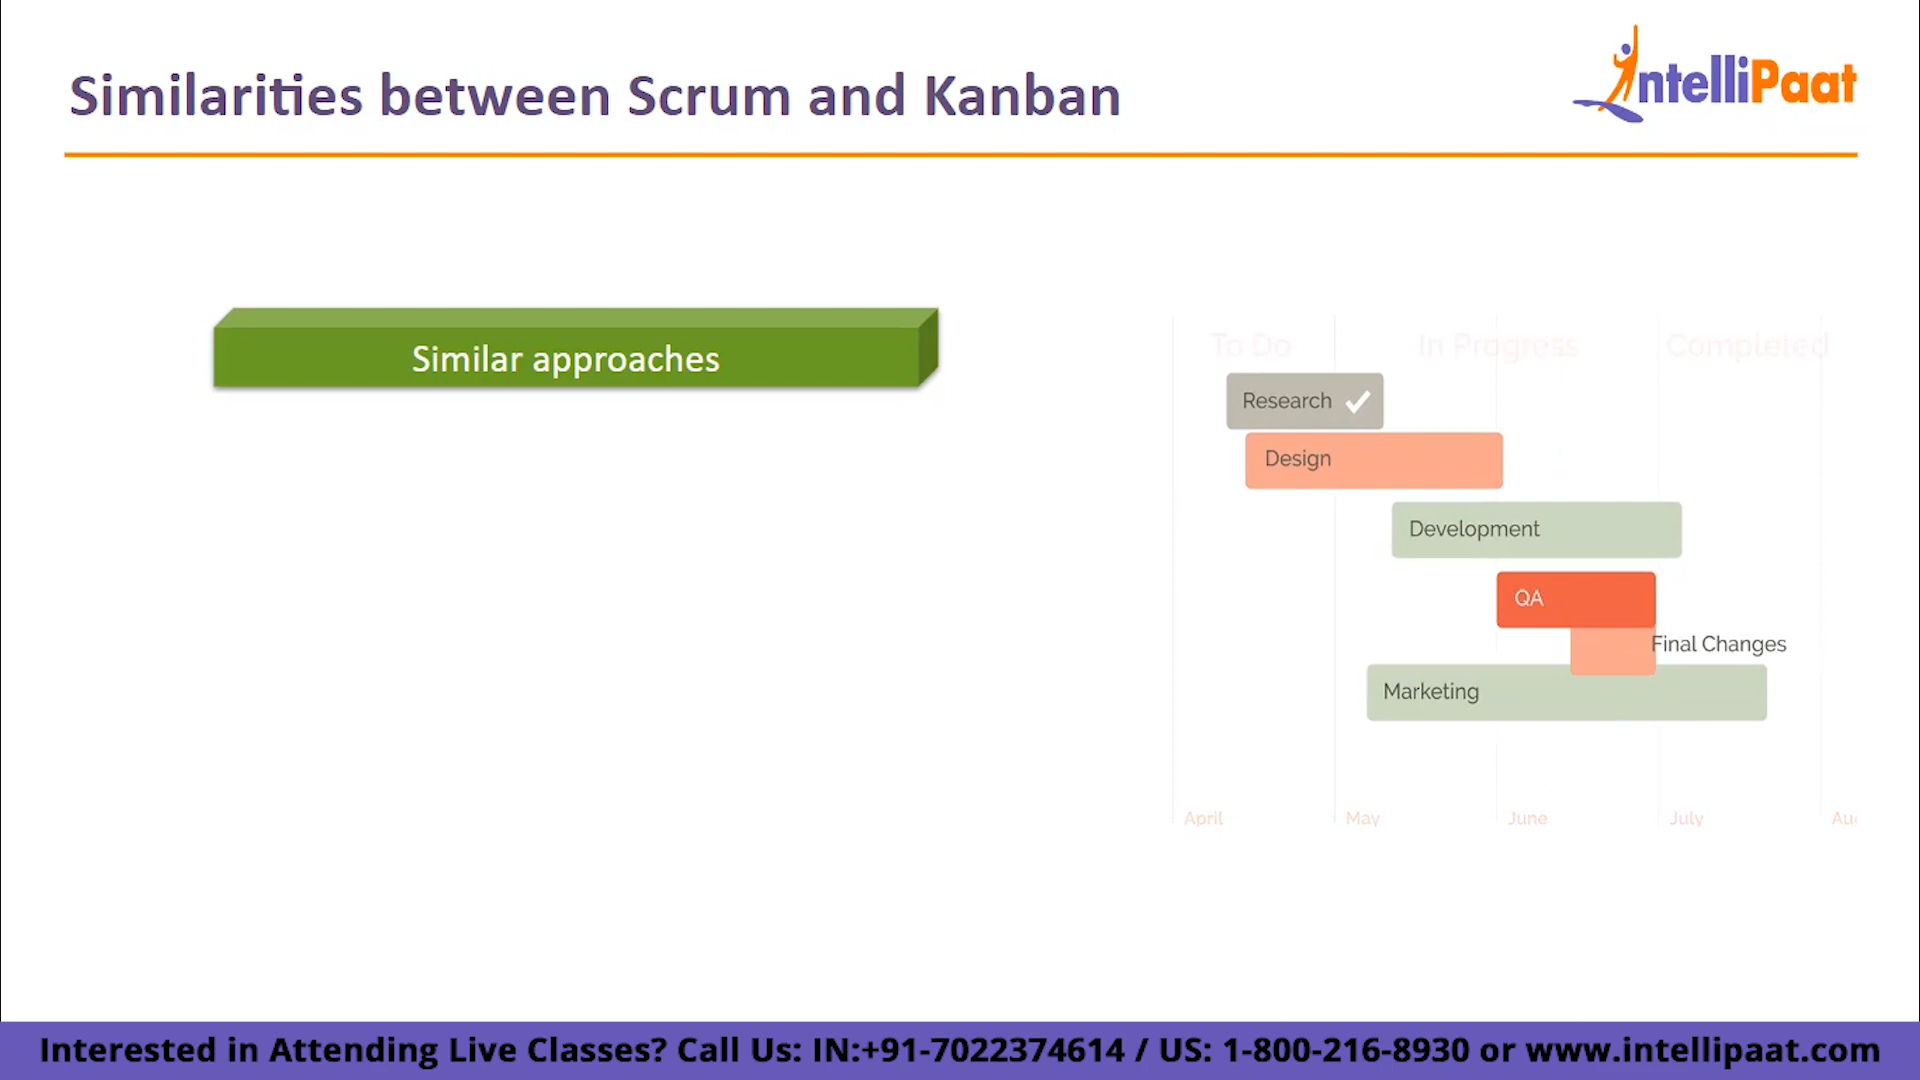 Similarities between Scrum and Kanban
IntelliPaat
Similar approaches
To Do In Progress Completed
Research
Design
Development
QA
Final Changes
Marketing
April May June July
Interested in Attending Live Classes? Call Us: IN:+91-7022374614 / US: 1-800-216-8930 or www.intellipaat.com